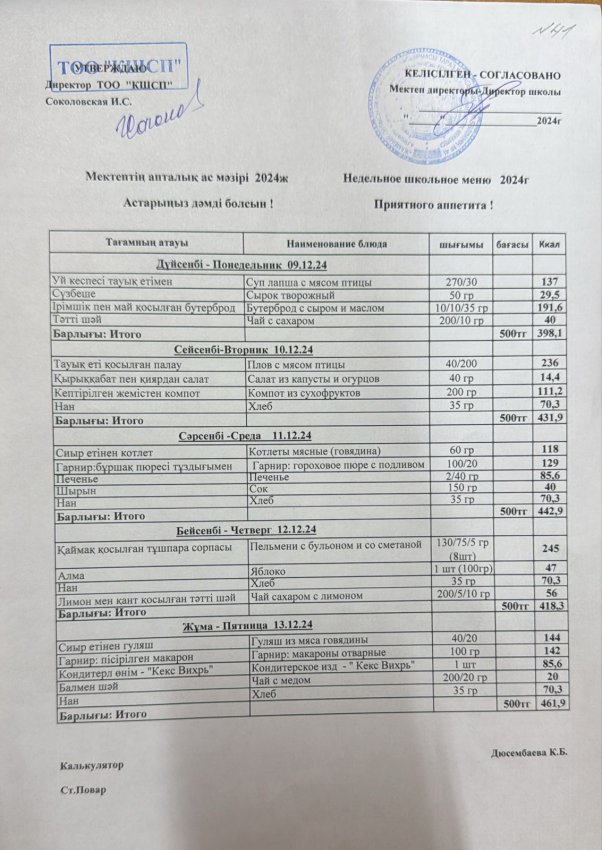 №41
ТОО "КШСП"
УТВЕРЖДАЮ
Директор ТОО "КШСП"
Соколовская И.С.
КЕЛІСІЛГЕН - СОГЛАСОВАНО
Мектеп директоры-Директор школы
"____"____________2024г
Мектептің апталық ас мәзірі 2024ж Недельное школьное меню 2024г
Астарыңыз дәмді болсын ! Приятного аппетита !
Тағамның атауы Наименование блюда шығымы бағасы Ккал
Дүйсенбі - Понедельник 09.12.24
Үй кеспесі тауық етімен Суп лапша с мясом птицы 270/30 137
Сүзбеше Сырок творожный 50 гр 29,5
Ірімшік пен май қосылған бутерброд Бутерброд с сыром и маслом 10/10/35 гр 191,6
Тәтті шәй Чай с сахаром 200/10 гр 40
Барлығы: Итого 500тг 398,1
Сейсенбі-Вторник 10.12.24
Тауық еті қосылған палау Плов с мясом птицы 40/200 236
Қырыққабат пен қиярдан салат Салат из капусты и огурцов 40 гр 14,4
Кептірілген жемістен компот Компот из сухофруктов 200 гр 111,2
Нан Хлеб 35 гр 70,3
Барлығы: Итого 500тг 431,9
Сәрсенбі -Среда 11.12.24
Сиыр етінен котлет Котлеты мясные (говядина) 60 гр 118
Гарнир:бұршақ пюресі тұздығымен Гарнир: гороховое пюре с подливом 100/20 129
Печенье Печенье 2/40 гр 85,6
Шырын Сок 150 гр 40
Нан Хлеб 35 гр 70,3
Барлығы: Итого 500тг 442,9
Бейсенбі - Четверг 12.12.24
Қаймақ қосылған тұшпара сорпасы Пельмени с бульоном и со сметаной 130/75/5 гр 245
(8шт)
Алма Яблоко 1 шт (100гр) 47
Нан Хлеб 35 гр 70,3
Лимон мен қант қосылған тәтті шәй Чай сахаром с лимоном 200/5/10 гр 56
Барлығы: Итого 500тг 418,3
Жұма - Пятница 13.12.24
Сиыр етінен гуляш Гуляш из мяса говядины 40/20 144
Гарнир: пісірілген макарон Гарнир: макароны отварные 100 гр 142
Кондитерл өнім - "Кекс Вихрь" Кондитерское изд - " Кекс Вихрь" 1 шт 85,6
Балмен шәй Чай с медом 200/20 гр 20
Нан Хлеб 35 гр 70,3
Барлығы: Итого 500тг 461,9
Дюсембаева К.Б.
Калькулятор
Ст.Повар